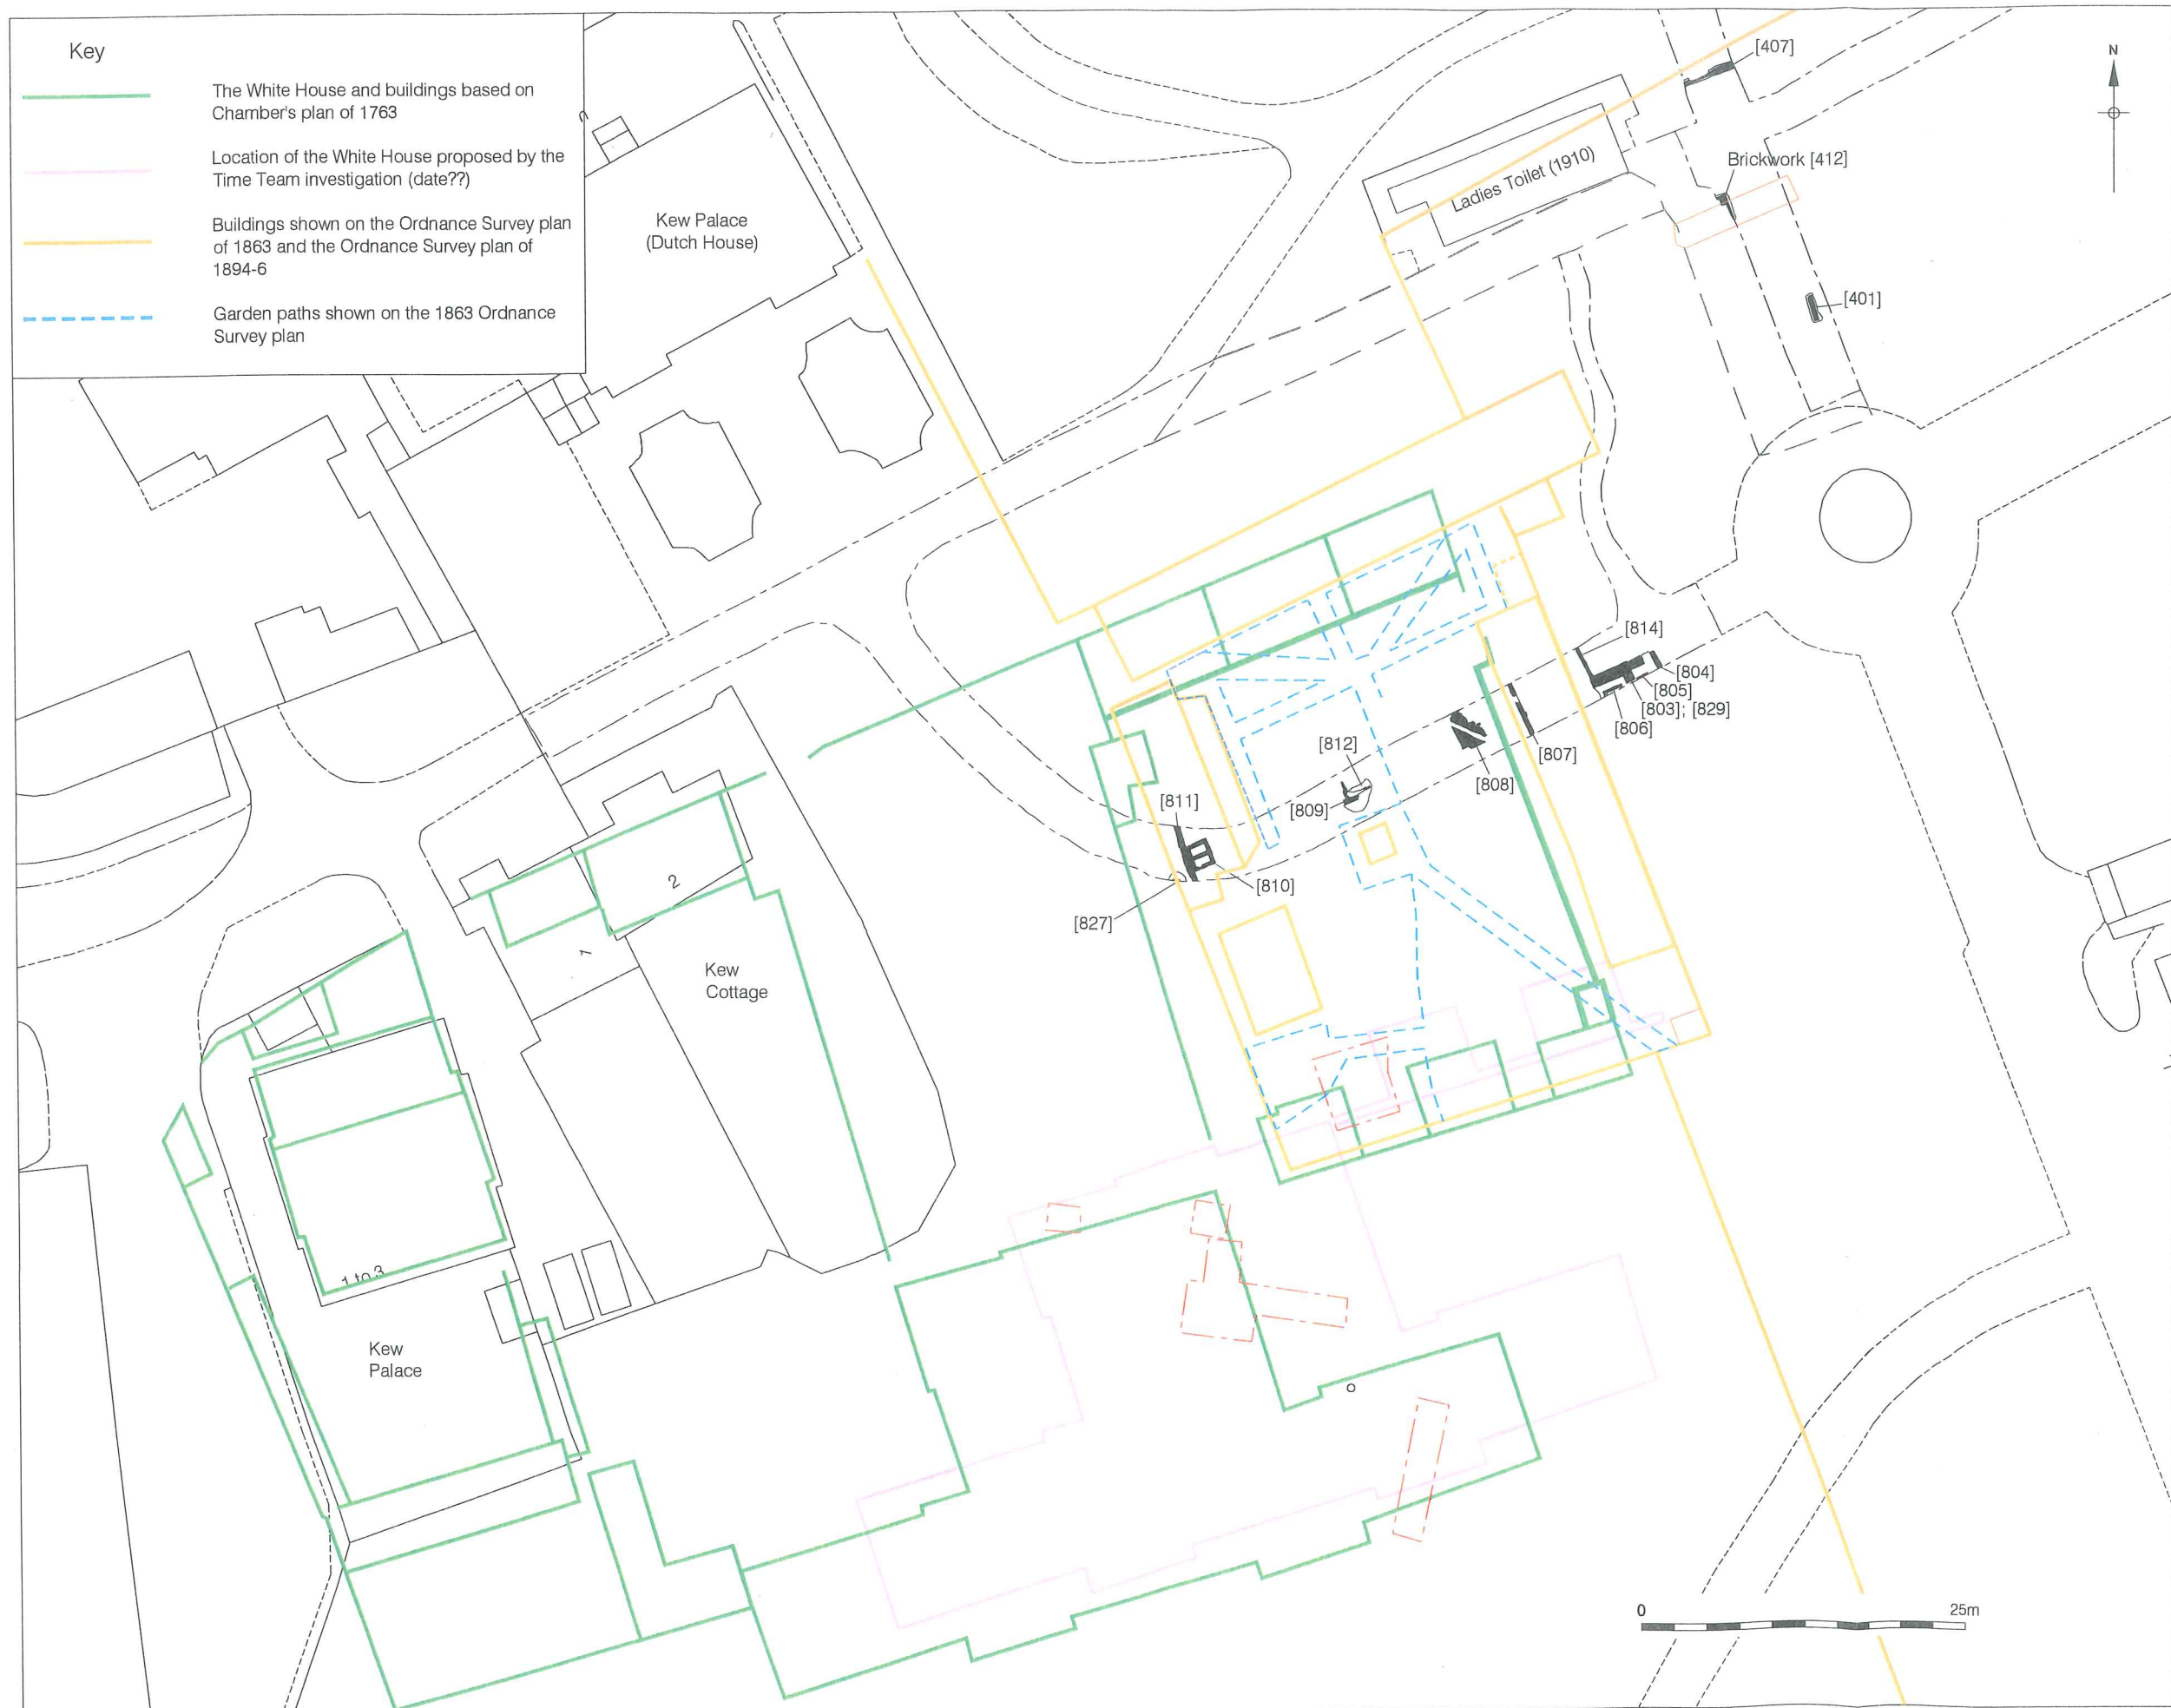 Key
The White House and buildings based on
Chamber's plan of 1763
Location of the White House proposed by the
Time Team investigation (date??)
Buildings shown on the Ordnance Survey plan
of 1863 and the Ordnance Survey plan of
1894-6
Garden paths shown on the 1863 Ordnance
Survey plan
Kew Palace
(Dutch House)
Ladies Toilet (1910)
[407]
N
Brickwork [412]
[401]
[814]
[804]
[805]
[803]; [829]
[806]
[807]
[808]
[812]
[809]
[811]
[810]
[827]
2
1
Kew
Cottage
1 to 3
Kew
Palace
0
25m